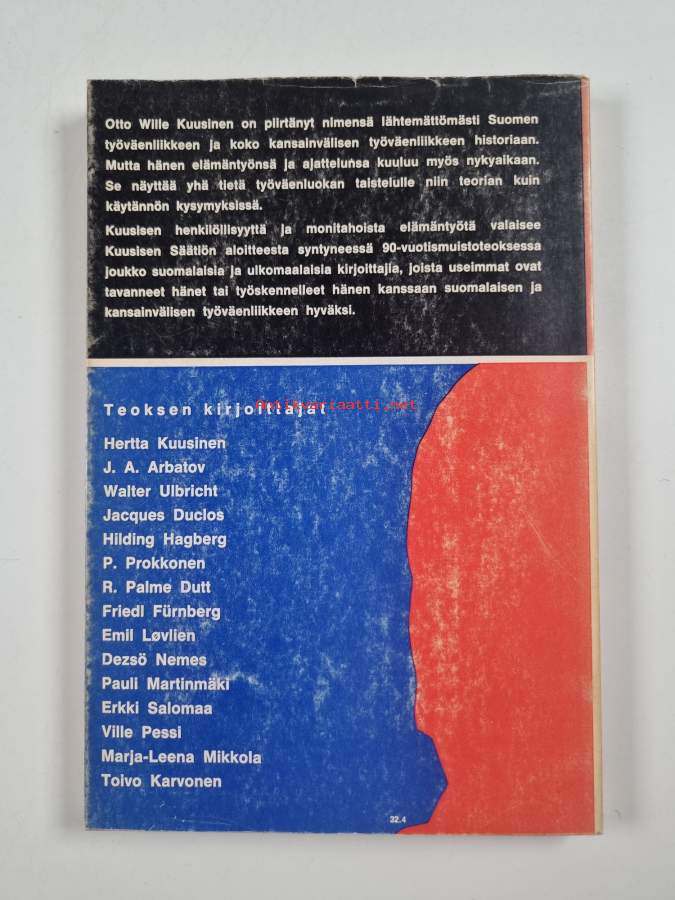 Otto Wille Kuusinen on piirtänyt nimensä lähtemättömästi Suomen
työväenliikkeen ja koko kansainvälisen työväenliikkeen historiaan.
Mutta hänen elämäntyönsä ja ajattelunsa kuuluu myös nykyaikaan.
Se näyttää yhä tietä työväenluokan taistelulle niin teorian kuin
käytännön kysymyksissä.
Kuusisen henkilöllisyyttä ja monitahoista elämäntyötä valaisee
Kuusisen Säätiön aloitteesta syntyneessä 90-vuotismuistoteoksessa
joukko suomalaisia ja ulkomaalaisia kirjoittajia, joista useimmat ovat
tavanneet hänet tai työskennelleet hänen kanssaan suomalaisen ja
kansainvälisen työväenliikkeen hyväksi.
Teoksen kirjoittajat
Antikvariaatti.net
Hertta Kuusinen
J. A. Arbatov
Walter Ulbricht
Jacques Duclos
Hilding Hagberg
P. Prokkonen
R. Palme Dutt
Friedl Fürnberg
Emil Løvlien
Dezsö Nemes
Pauli Martinmäki
Erkki Salomaa
Ville Pessi
Marja-Leena Mikkola
Toivo Karvonen
32.4